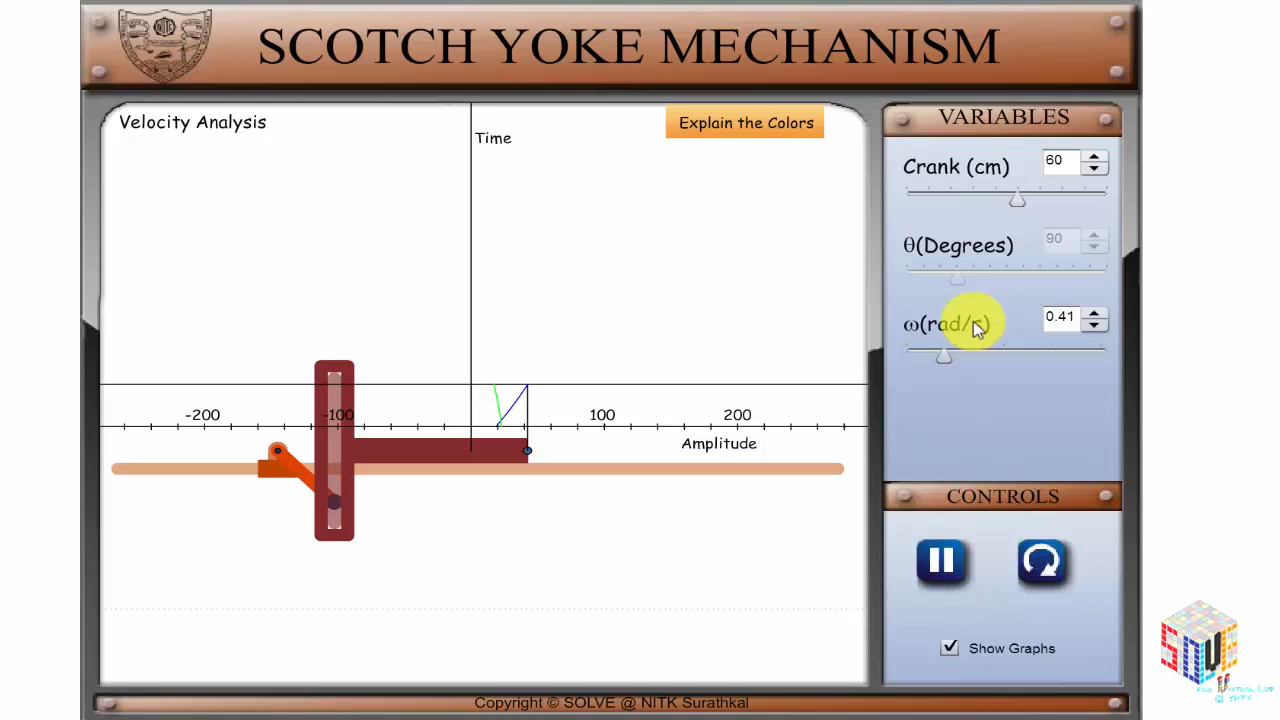 SCOTCH YOKE MECHANISM
Velocity Analysis
Explain the Colors
Time
-200
-100
100
200
Amplitude
VARIABLES
Crank (cm)
60
θ(Degrees)
90
ω(rad/s)
0.41
CONTROLS
Show Graphs
Copyright © SOLVE @ NITK Surathkal